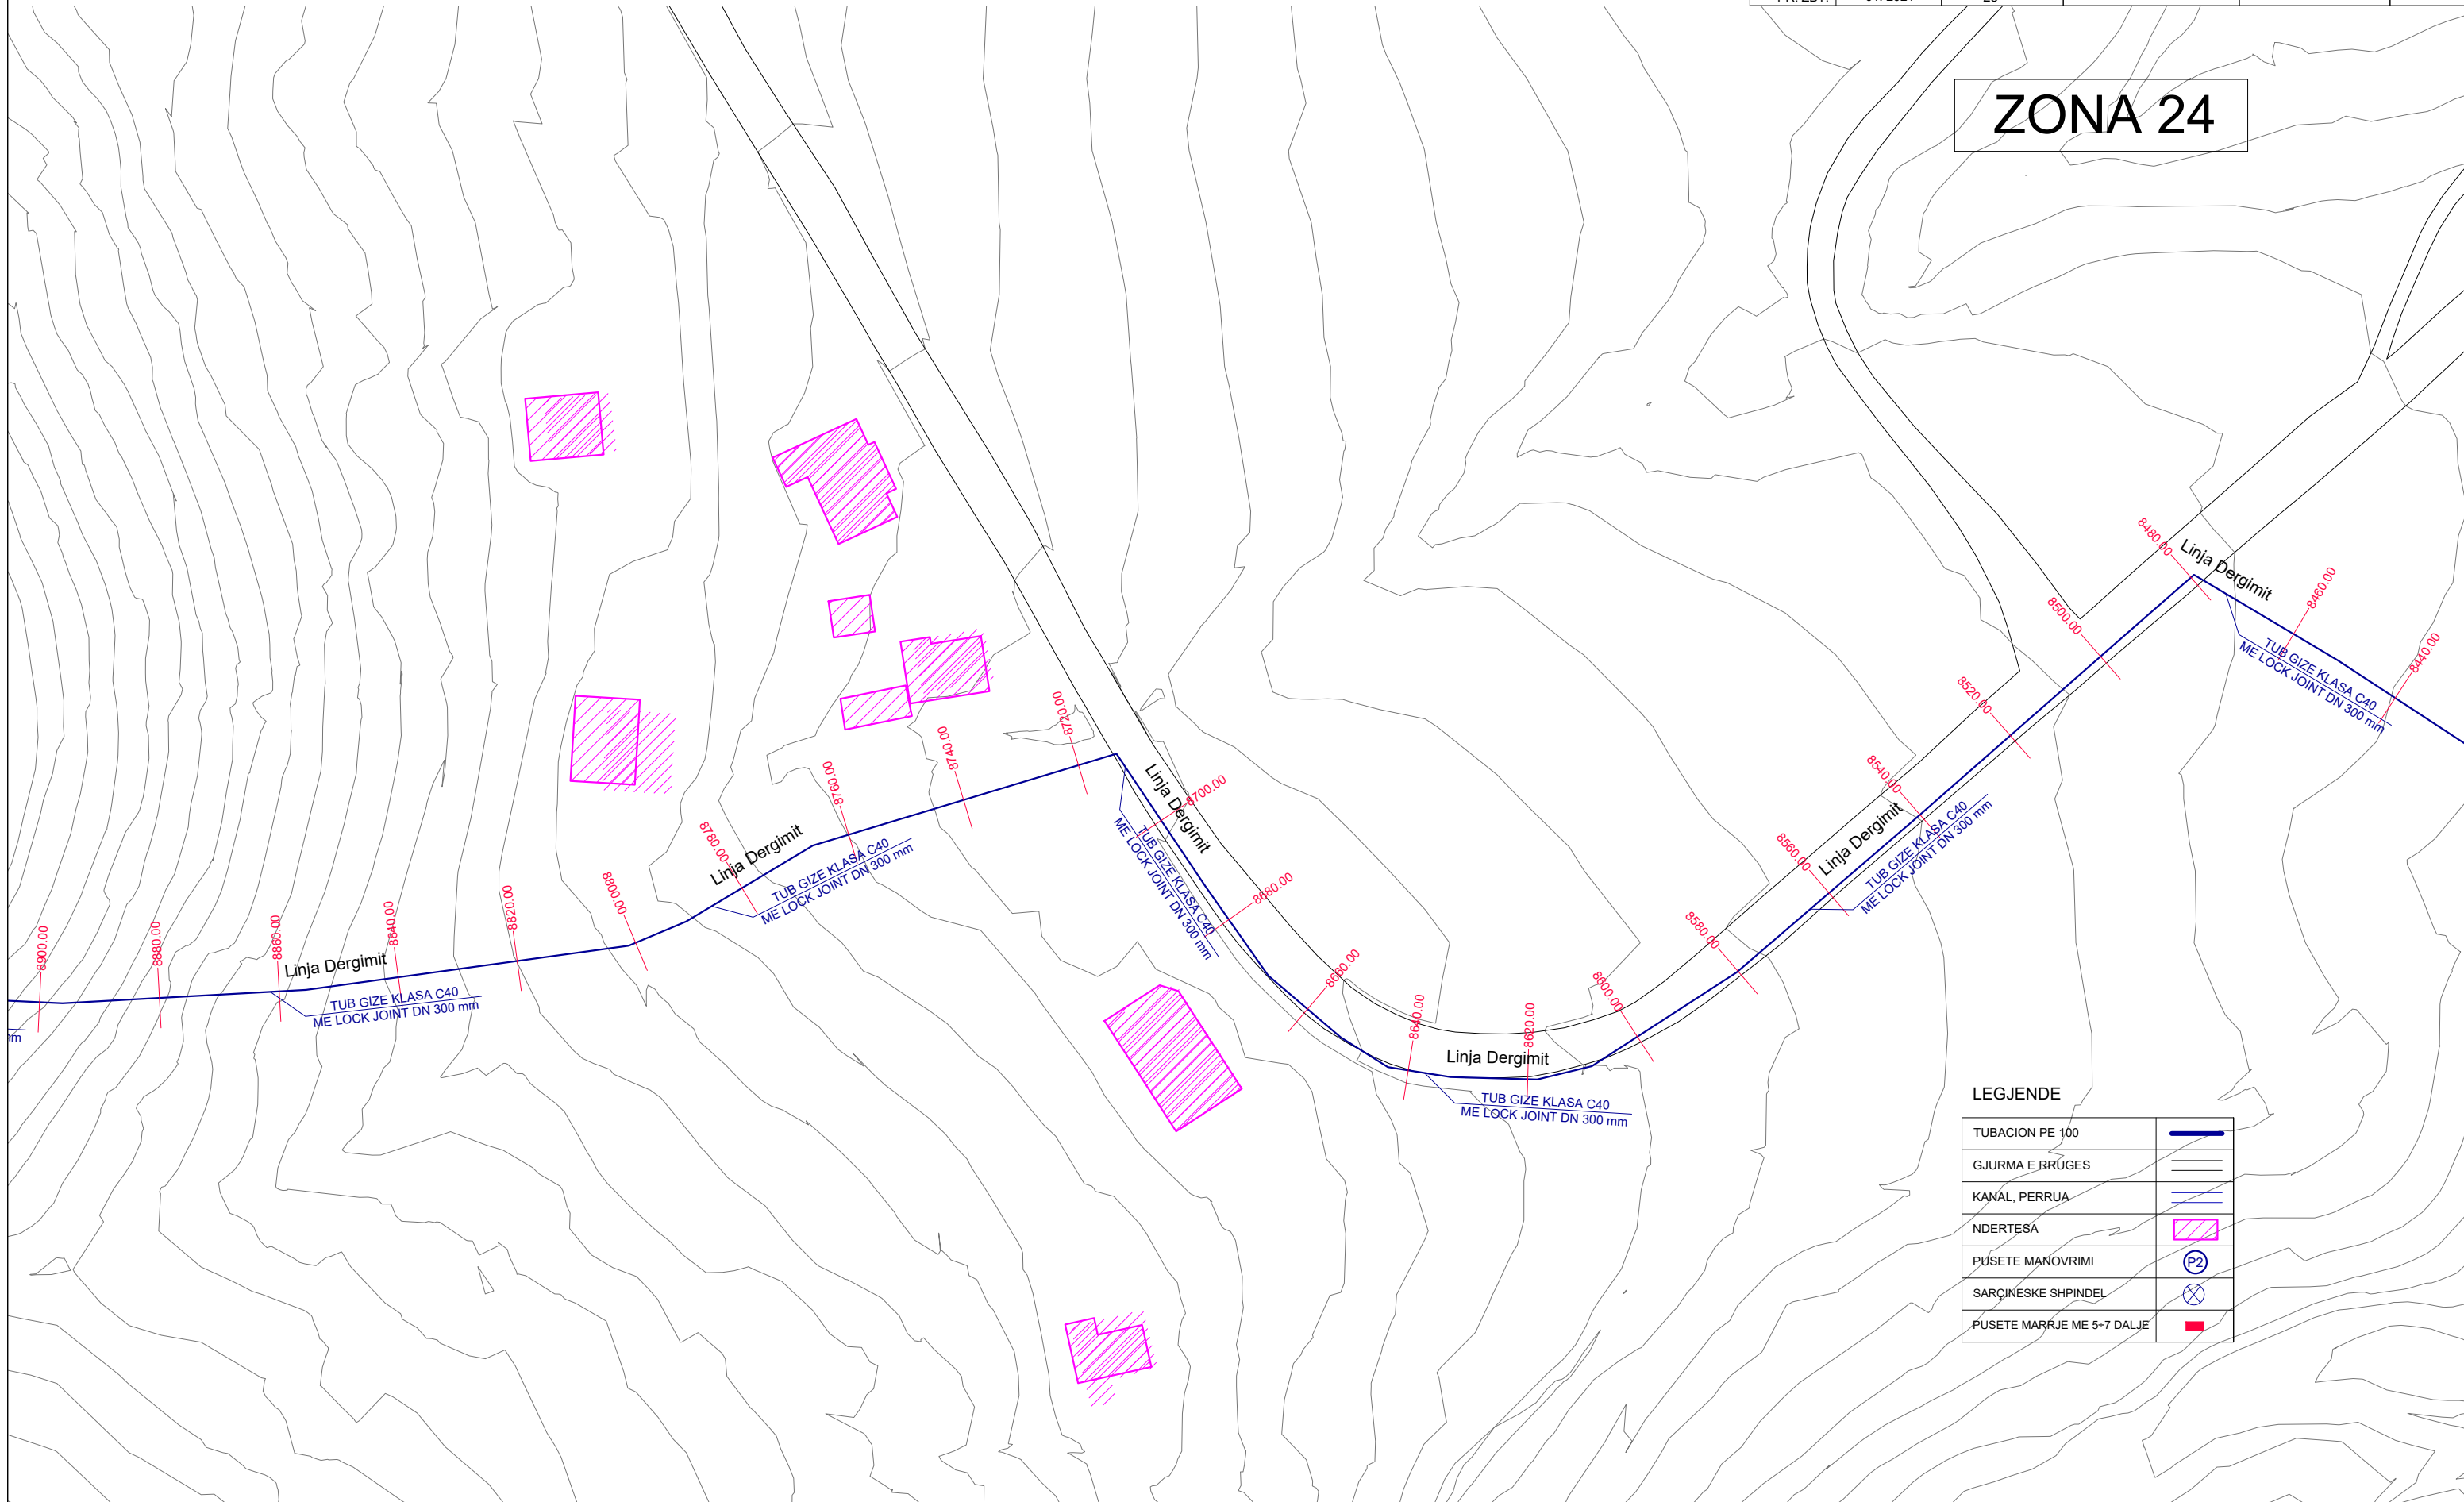 ZONA 24
8480.00
Linja Dergimit
8460.00
8440.00
TUB GIZE KLASA C40
ME LOCK JOINT DN 300 mm
8500.00
8520.00
8540.00
Linja Dergimit
TUB GIZE KLASA C40
ME LOCK JOINT DN 300 mm
8560.00
8580.00
8600.00
8620.00
8640.00
Linja Dergimit
TUB GIZE KLASA C40
ME LOCK JOINT DN 300 mm
8660.00
8680.00
8700.00
Linja Dergimit
TUB GIZE KLASA C40
ME LOCK JOINT DN 300 mm
8720.00
8740.00
8760.00
8780.00
Linja Dergimit
TUB GIZE KLASA C40
ME LOCK JOINT DN 300 mm
8800.00
8820.00
8840.00
8860.00
8880.00
8900.00
Linja Dergimit
TUB GIZE KLASA C40
ME LOCK JOINT DN 300 mm
LEGJENDE
TUBACION PE 100
GJURMA E RRUGES
KANAL, PERRUA
NDERTESA
PUSETE MANOVRIMI
P2
SARÇINESKE SHPINDEL
PUSETE MARRJE ME 5÷7 DALJE